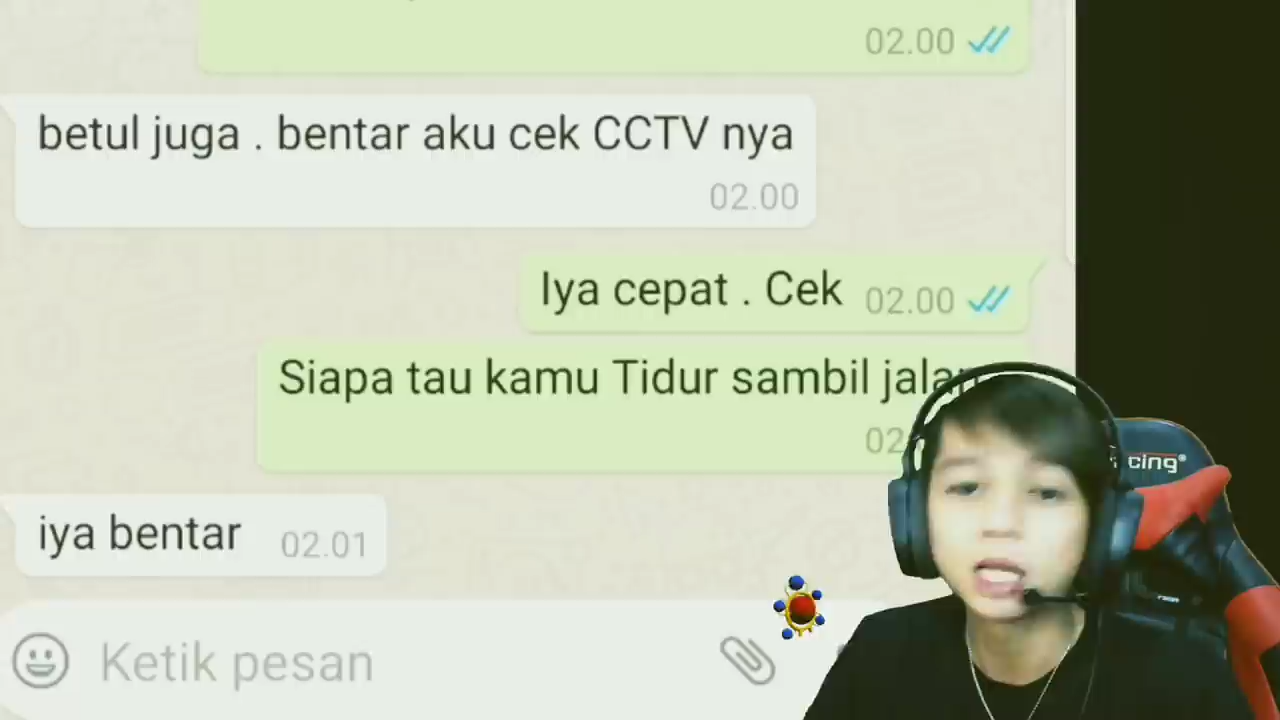 02.00
betul juga . bentar aku cek CCTV nya
02.00
Iya cepat . Cek 02.00
Siapa tau kamu Tidur sambil jalan
02
cing®
iya bentar 02.01
Ketik pesan